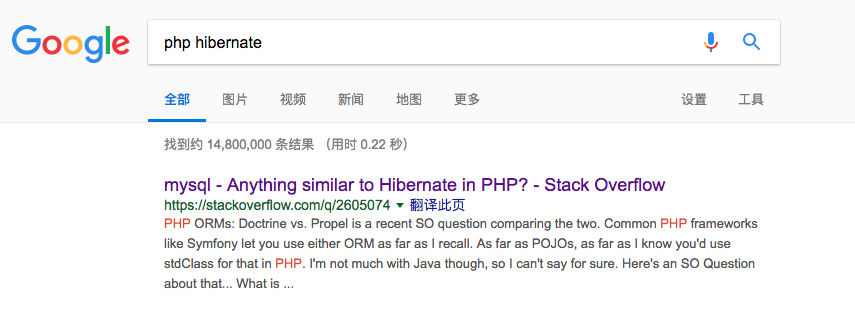 Google
php hibernate
全部 图片 视频 新闻 地图 更多 设置 工具
找到约 14,800,000 条结果 （用时 0.22 秒）
mysql - Anything similar to Hibernate in PHP? - Stack Overflow
https://stackoverflow.com/q/2605074 翻译此页
PHP ORMs: Doctrine vs. Propel is a recent SO question comparing the two. Common PHP frameworks
like Symfony let you use either ORM as far as I recall. As far as POJOs, as far as I know you'd use
stdClass for that in PHP. I'm not much with Java though, so I can't say for sure. Here's an SO Question
about that... What is ...